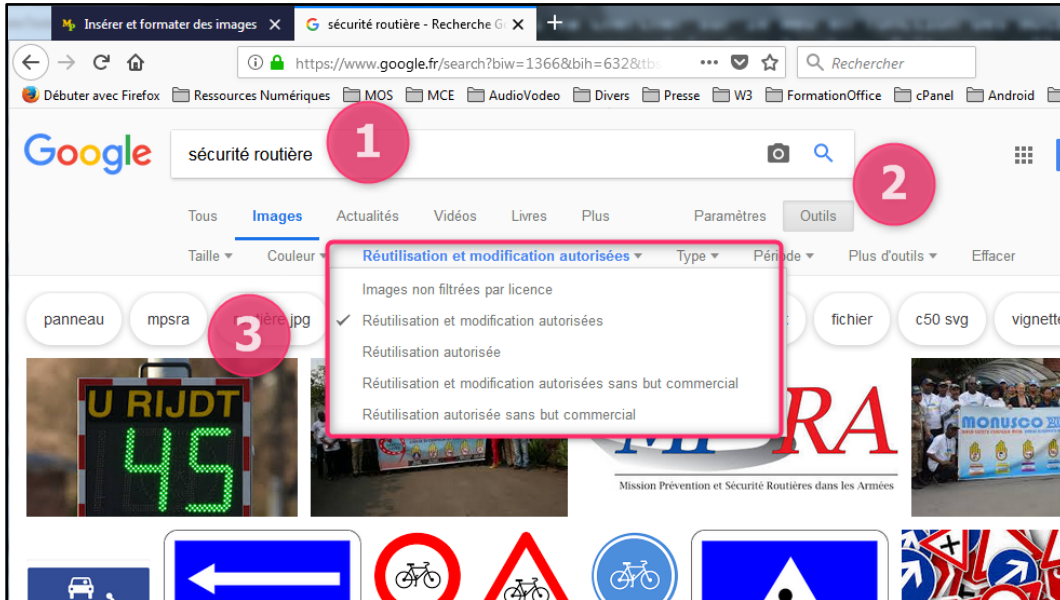 Insérer et formater des images
sécurité routière - Recherche G
https://www.google.fr/search?biw=1366&bih=632&tbs
Rechercher
Débuter avec Firefox Ressources Numériques MOS MCE AudioVodeo Divers Presse W3 FormationOffice cPanel Android
Google
sécurité routière
1
2
Tous Images Actualités Vidéos Livres Plus Paramètres Outils
Taille Couleur Réutilisation et modification autorisées Type Période Plus d'outils Effacer
Images non filtrées par licence
Réutilisation et modification autorisées
Réutilisation autorisée
Réutilisation et modification autorisées sans but commercial
Réutilisation autorisée sans but commercial
panneau mpsra jpg fichier c50 svg vignette
3
U RIJDT
45
Mission Prévention et Sécurité Routières dans les Armées
MONUSCO